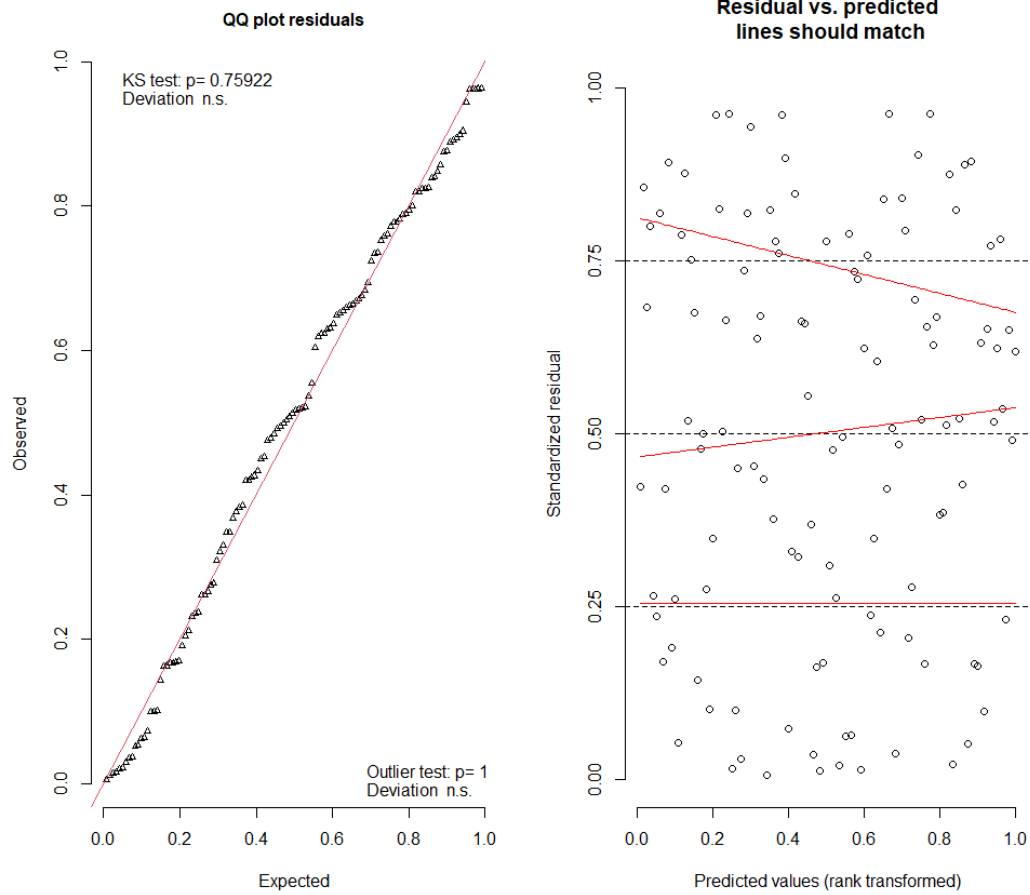 QQ plot residuals
KS test: p= 0.75922
Deviation n.s.
Outlier test: p= 1
Deviation n.s.
Observed
0.0 0.2 0.4 0.6 0.8 1.0
0.0 0.2 0.4 0.6 0.8 1.0
Expected
Residual vs. predicted
lines should match
Standardized residual
0.00 0.25 0.50 0.75 1.00
0.0 0.2 0.4 0.6 0.8 1.0
Predicted values (rank transformed)